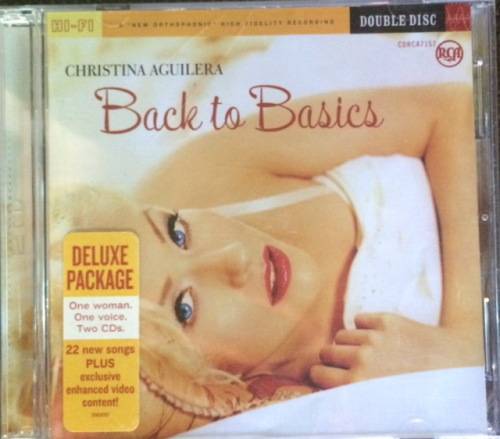 HI-FI
A "NEW ORTHOPHONIC" HIGH FIDELITY RECORDING
DOUBLE DISC
CDRCA7157
RCA
CHRISTINA AGUILERA
Back to Basics
DELUXE
PACKAGE
One woman.
One voice.
Two CDs.
22 new songs
PLUS
exclusive
enhanced video
content!